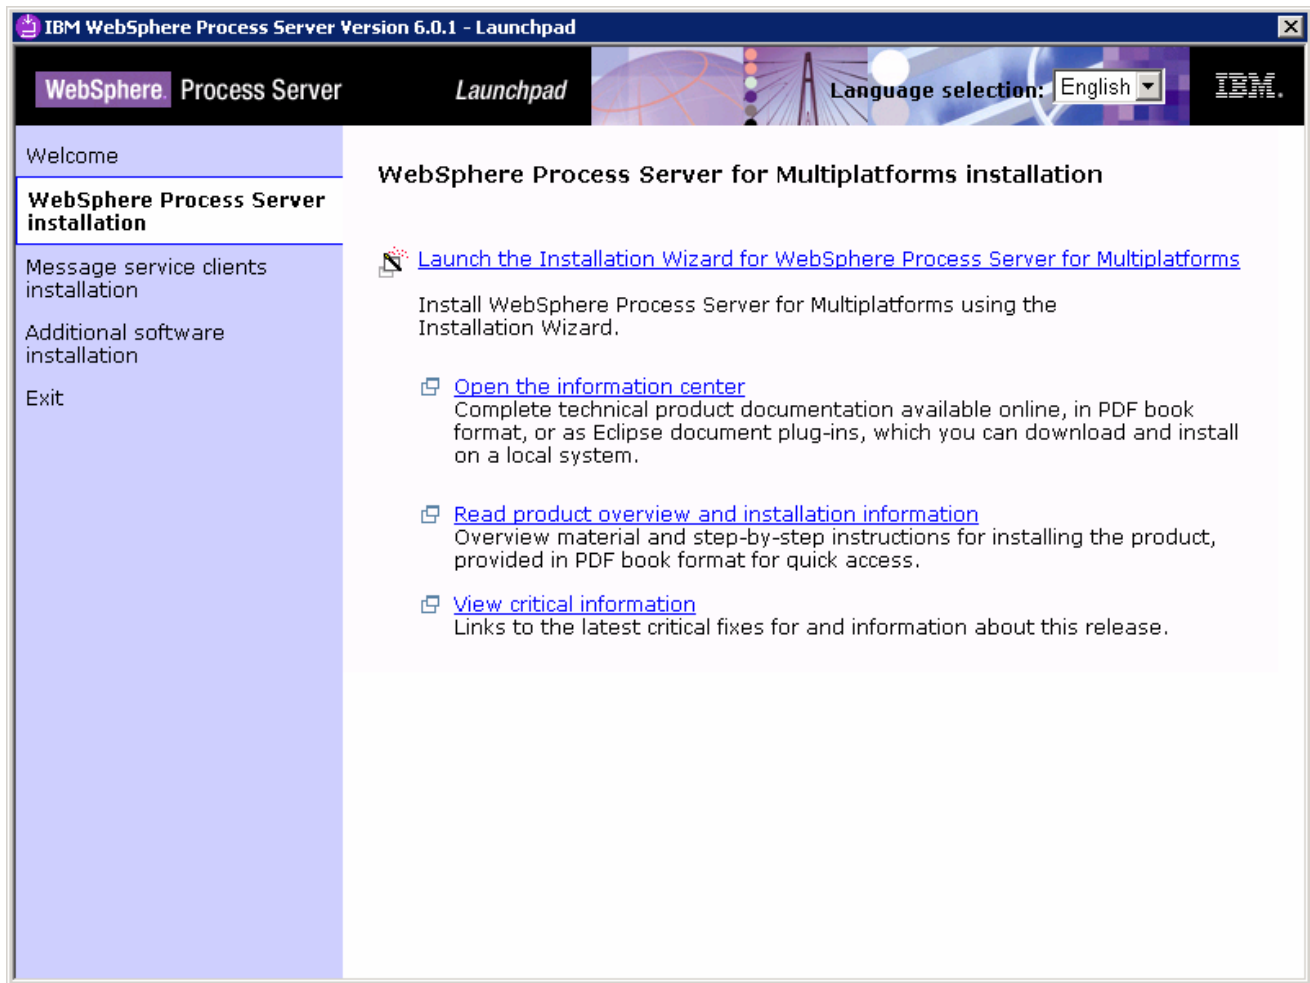 IBM WebSphere Process Server Version 6.0.1 - Launchpad
WebSphere. Process Server
Launchpad
Language selection: English
IBM.
Welcome
WebSphere Process Server
installation
Message service clients
installation
Additional software
installation
Exit
WebSphere Process Server for Multiplatforms installation
Launch the Installation Wizard for WebSphere Process Server for Multiplatforms
Install WebSphere Process Server for Multiplatforms using the
Installation Wizard.
Open the information center
Complete technical product documentation available online, in PDF book
format, or as Eclipse document plug-ins, which you can download and install
on a local system.
Read product overview and installation information
Overview material and step-by-step instructions for installing the product,
provided in PDF book format for quick access.
View critical information
Links to the latest critical fixes for and information about this release.